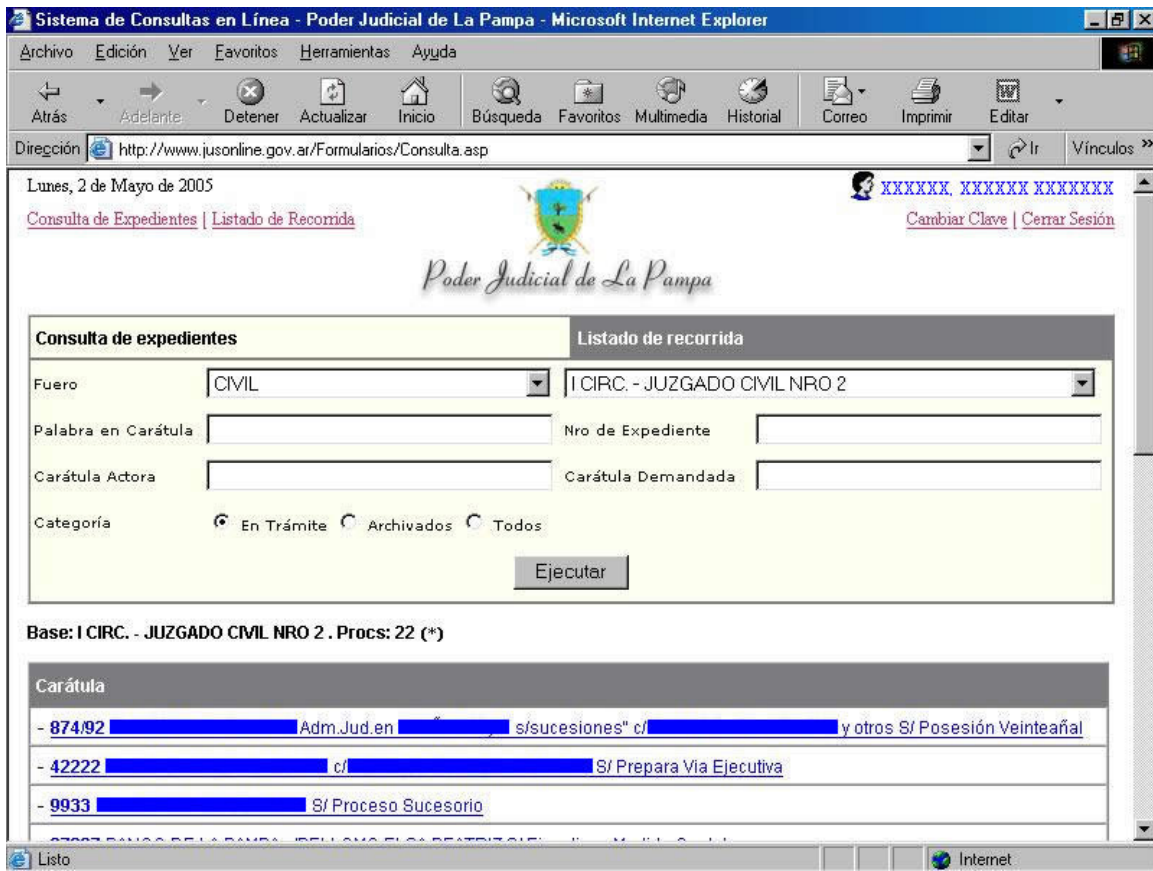 Sistema de Consultas en Línea - Poder Judicial de La Pampa - Microsoft Internet Explorer
Archivo Edición Ver Favoritos Herramientas Ayuda
Atrás Adelante Detener Actualizar Inicio Búsqueda Favoritos Multimedia Historial Correo Imprimir Editar
Dirección http://www.jusonline.gov.ar/Formularios/Consulta.asp Ir Vínculos »
Lunes, 2 de Mayo de 2005 XXXXXX, XXXXXX XXXXXXX
Consulta de Expedientes | Listado de Recorrida Cambiar Clave | Cerrar Sesión
Poder Judicial de La Pampa
Consulta de expedientes Listado de recorrida
Fuero CIVIL I CIRC. - JUZGADO CIVIL NRO 2
Palabra en Carátula Nro de Expediente
Carátula Actora Carátula Demandada
Categoría En Trámite Archivados Todos
Ejecutar
Base: I CIRC. - JUZGADO CIVIL NRO 2 . Procs: 22 (*)
Carátula
- 874/92 Adm.Jud.en s/sucesiones" c/ y otros S/ Posesión Veinteañal
- 42222 c/ S/ Prepara Via Ejecutiva
- 9933 S/ Proceso Sucesorio
Listo Internet